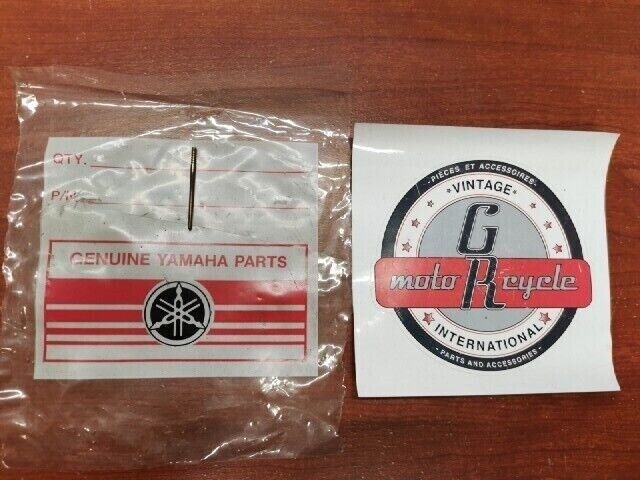 QTY.
P/N.
GENUINE YAMAHA PARTS
-PIÈCES ET ACCESSOIRES-
•VINTAGE•
G
moto R cycle
INTERNATIONAL
-PARTS AND ACCESSORIES-